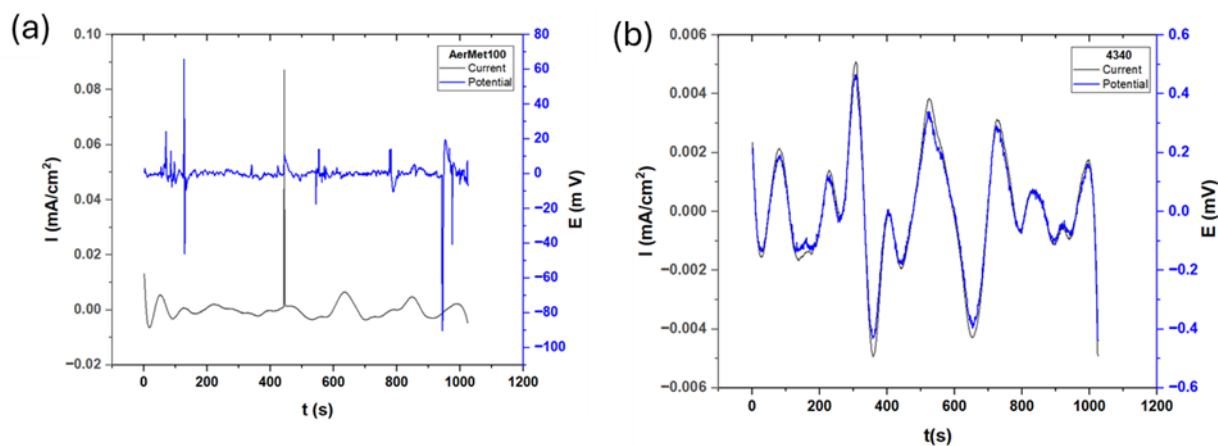 (a)
AerMet100
Current
Potential
I (mA/cm²)
0.10
0.08
0.06
0.04
0.02
0.00
−0.02
E (m V)
80
60
40
20
0
−20
−40
−60
−80
−100
0 200 400 600 800 1000 1200
t (s)
(b)
4340
Current
Potential
I (mA/cm²)
0.006
0.004
0.002
0.000
−0.002
−0.004
−0.006
E (mV)
0.6
0.4
0.2
0.0
−0.2
−0.4
−0.6
0 200 400 600 800 1000 1200
t(s)